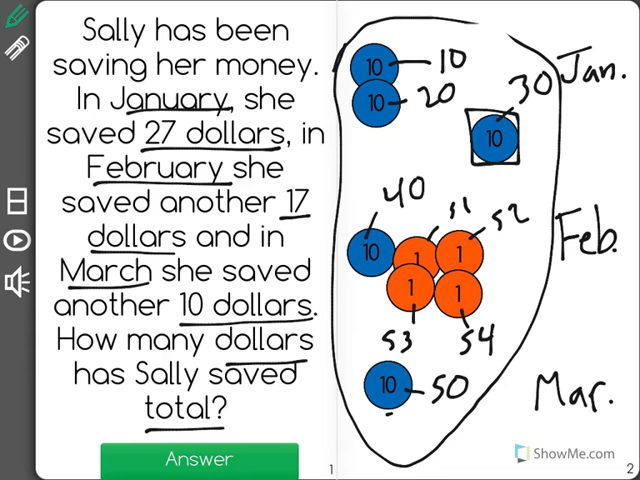 Sally has been
saving her money.
In January, she
saved 27 dollars, in
February she
saved another 17
dollars and in
March she saved
another 10 dollars.
How many dollars
has Sally saved
total?
Answer
1
10
10
Jan.
10
20
30
10
40
51
52
10
1
1
1
1
Feb.
53
54
10
50
Mar.
ShowMe.com
2